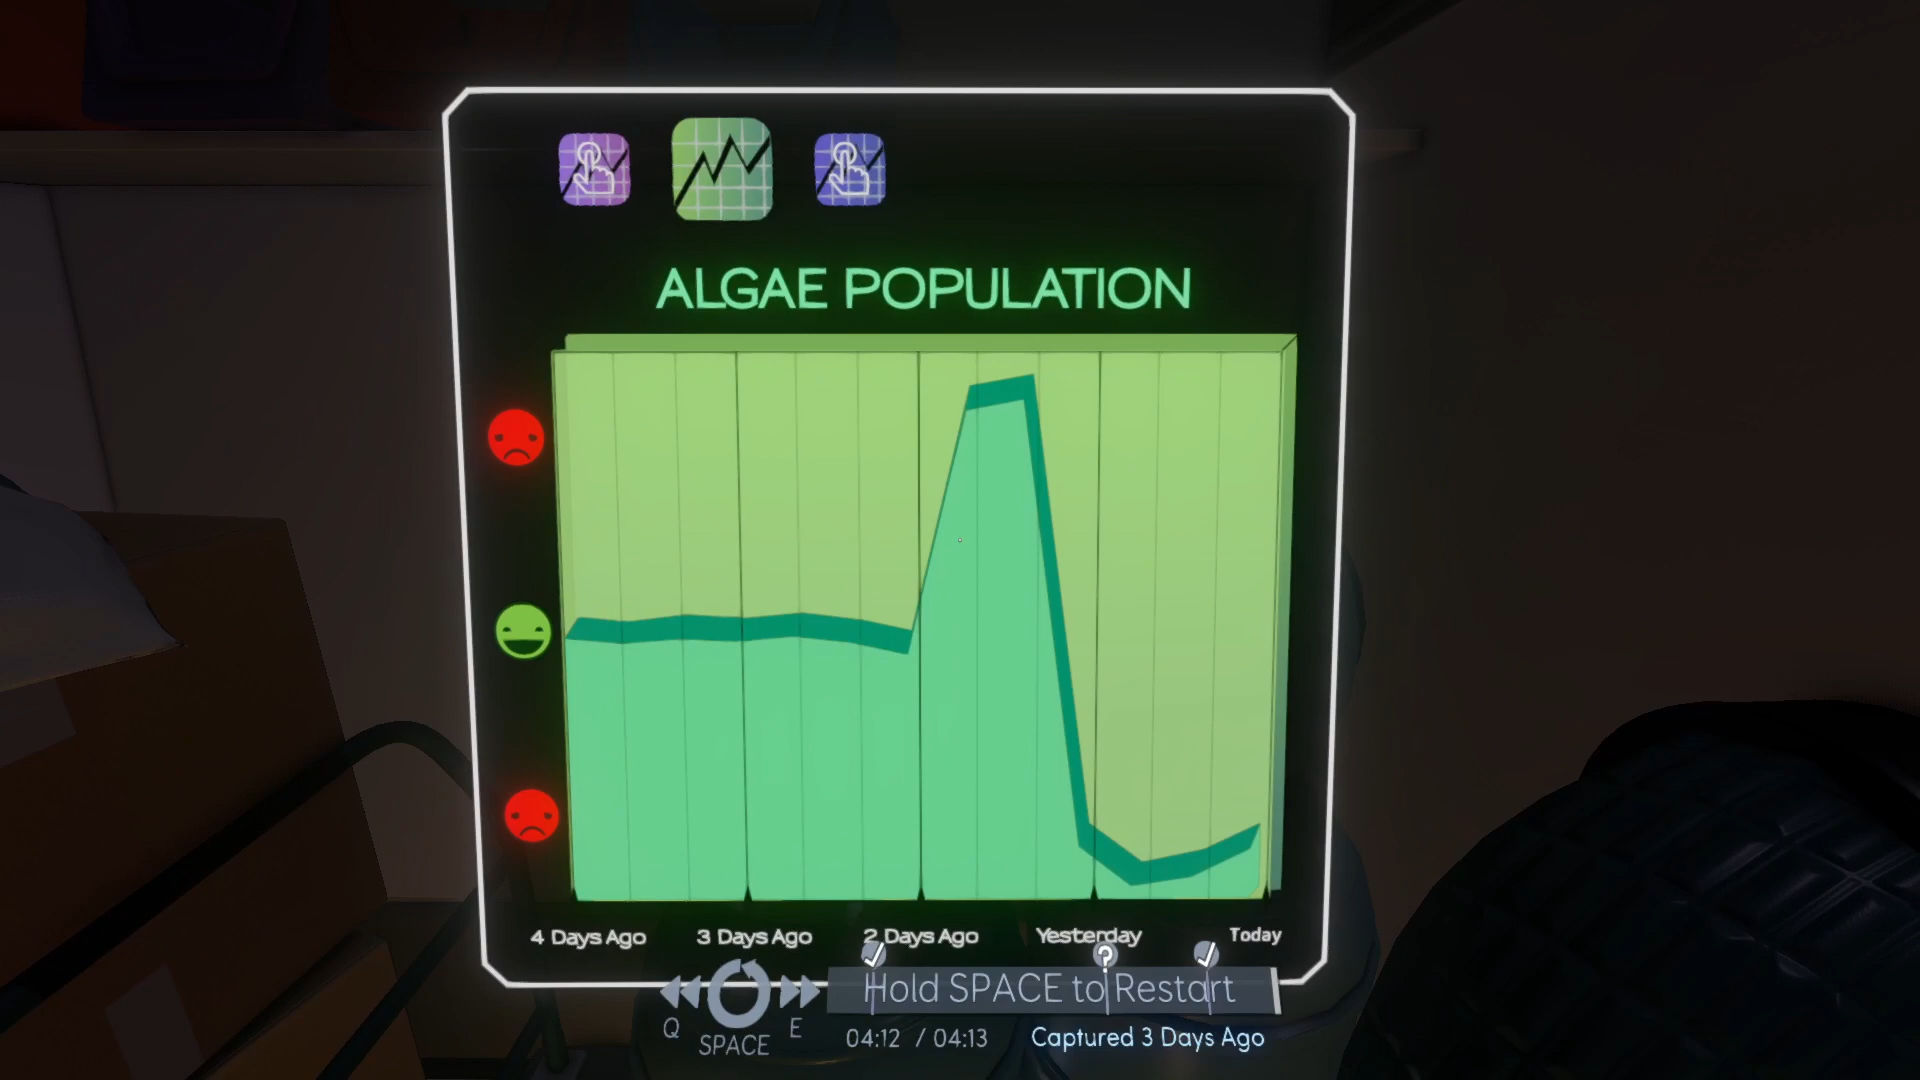 ALGAE POPULATION
4 Days Ago 3 Days Ago 2 Days Ago Yesterday Today
Hold SPACE to Restart
Q SPACE E
04:12 / 04:13 Captured 3 Days Ago